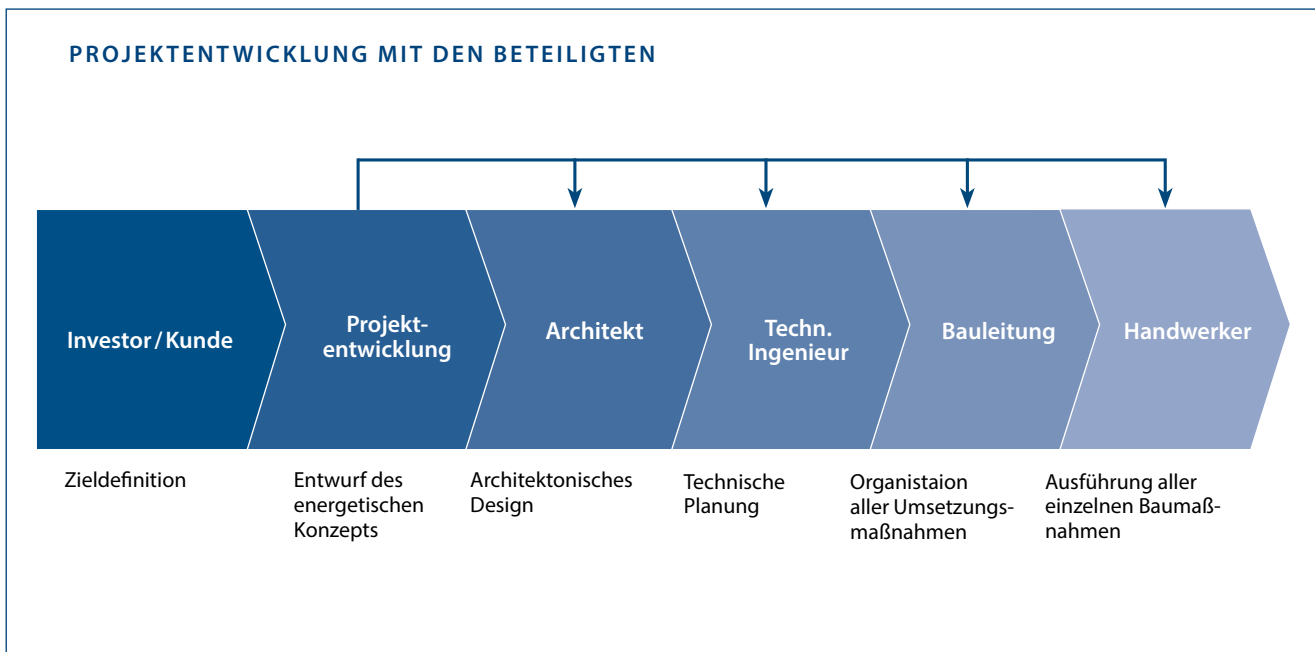 PROJEKTENTWICKLUNG MIT DEN BETEILIGTEN
Investor / Kunde
Projekt-
entwicklung
Architekt
Techn.
Ingenieur
Bauleitung
Handwerker
Zieldefinition
Entwurf des
energetischen
Konzepts
Architektonisches
Design
Technische
Planung
Organistaion
aller Umsetzungs-
maßnahmen
Ausführung aller
einzelnen Baumaß-
nahmen